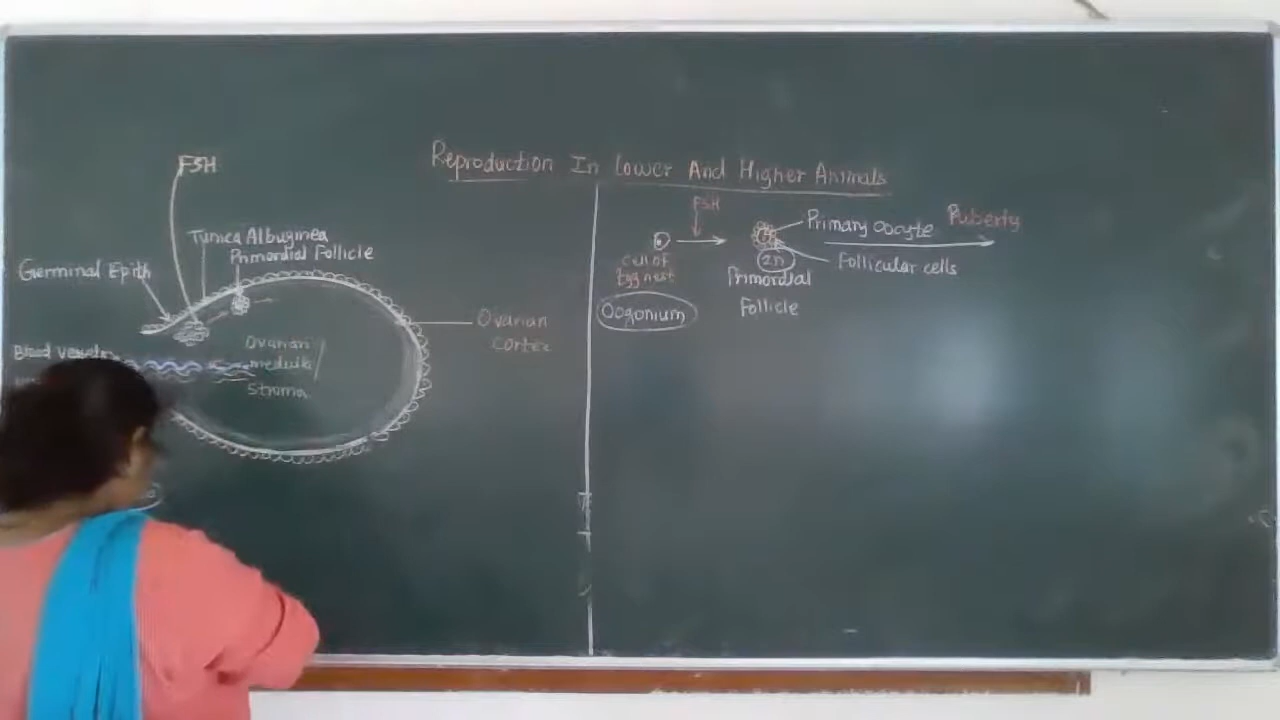 Reproduction In Lower And Higher Animals
FSH
Tunica Albuginea
Primordial Follicle
Germinal Epith
Ovarian
cortex
Blood vessels
Ovarian
medulla
Stroma
FSH
Cell of
Egg nest
Oogonium
Primary oocyte
Puberty
Follicular cells
2n
Primordial
Follicle